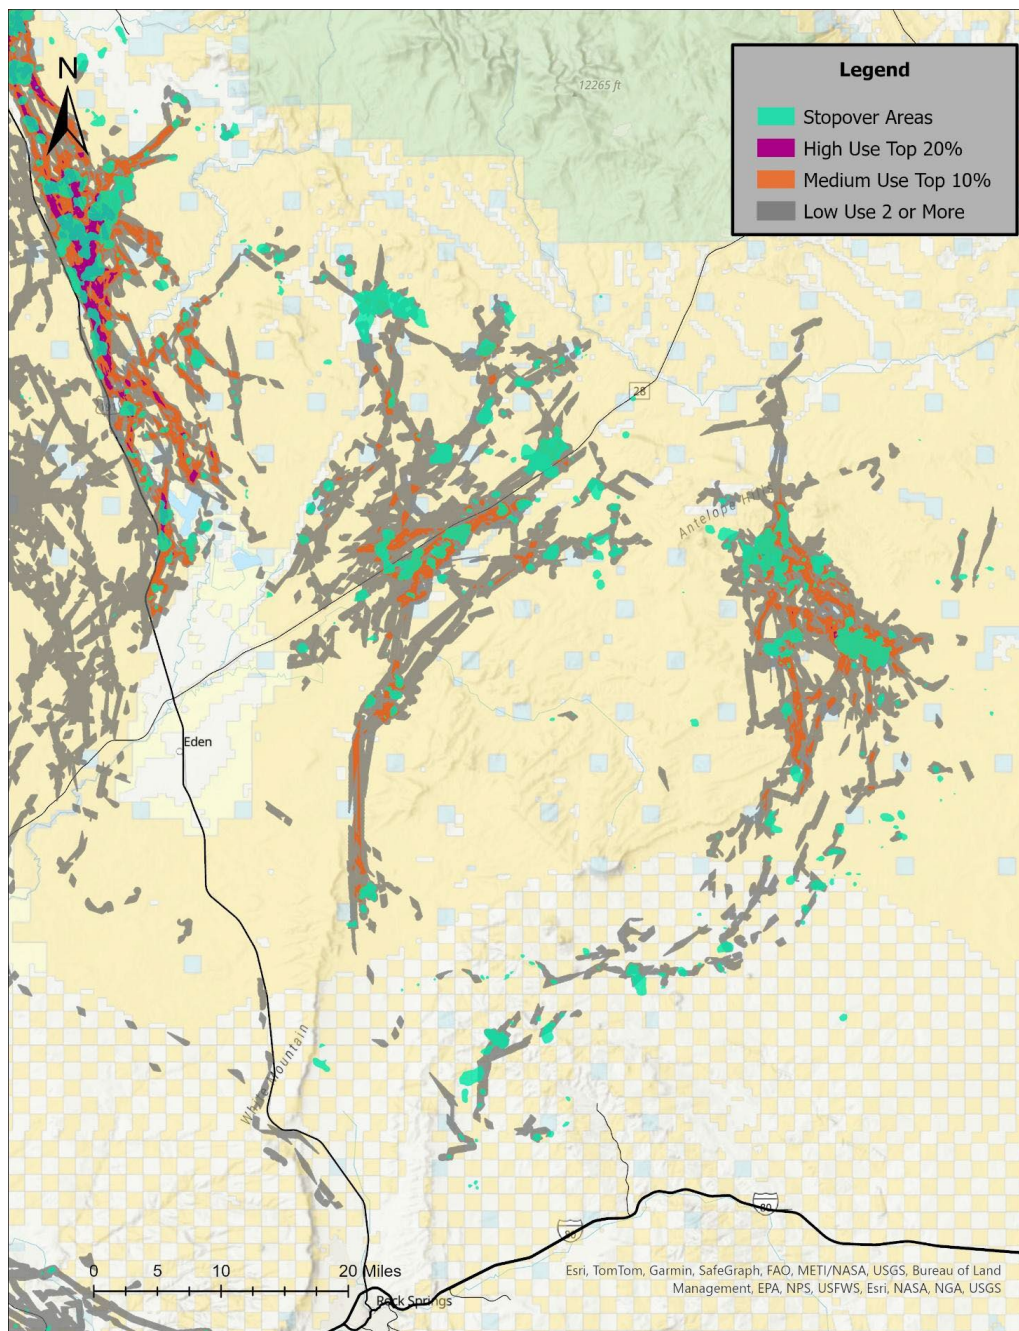 N
12265 ft
Legend
Stopover Areas
High Use Top 20%
Medium Use Top 10%
Low Use 2 or More
28
Antelope Hills
Eden
White Mountain
80
80
0 5 10 20 Miles
Rock Springs
Esri, TomTom, Garmin, SafeGraph, FAO, METI/NASA, USGS, Bureau of Land
Management, EPA, NPS, USFWS, Esri, NASA, NGA, USGS